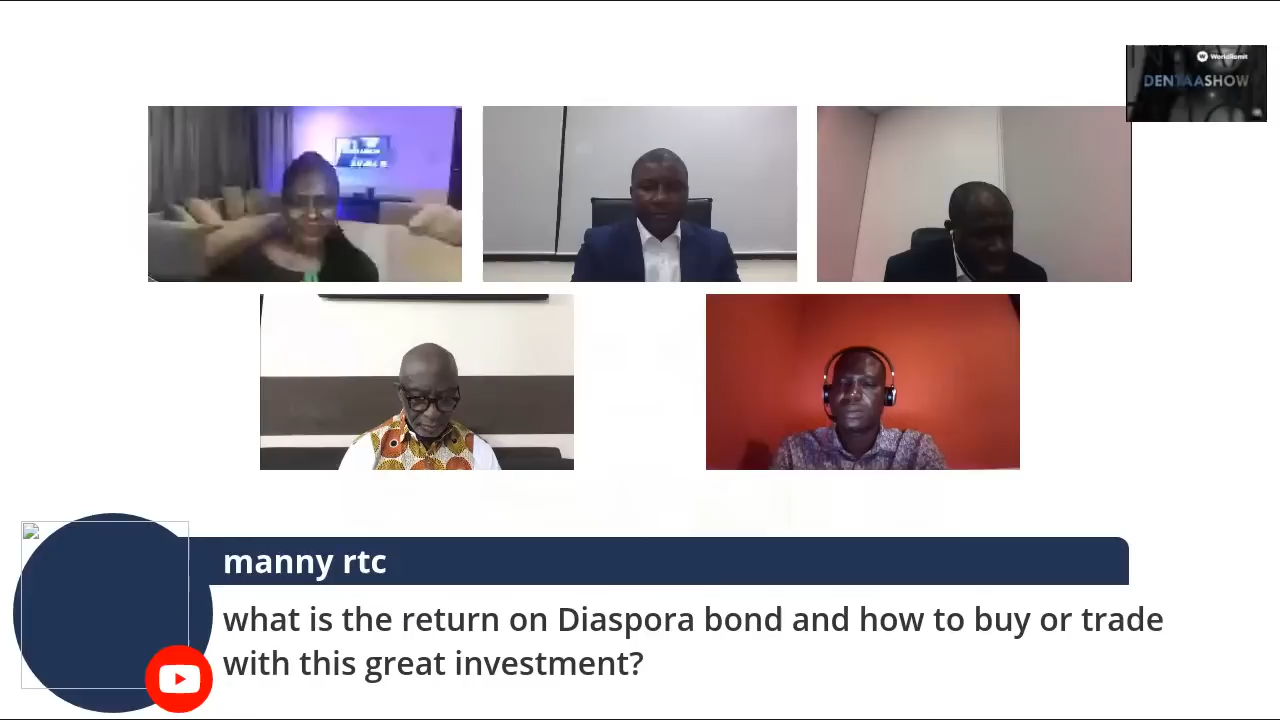 WorldRemit
DENTAASHOW
manny rtc
what is the return on Diaspora bond and how to buy or trade
with this great investment?